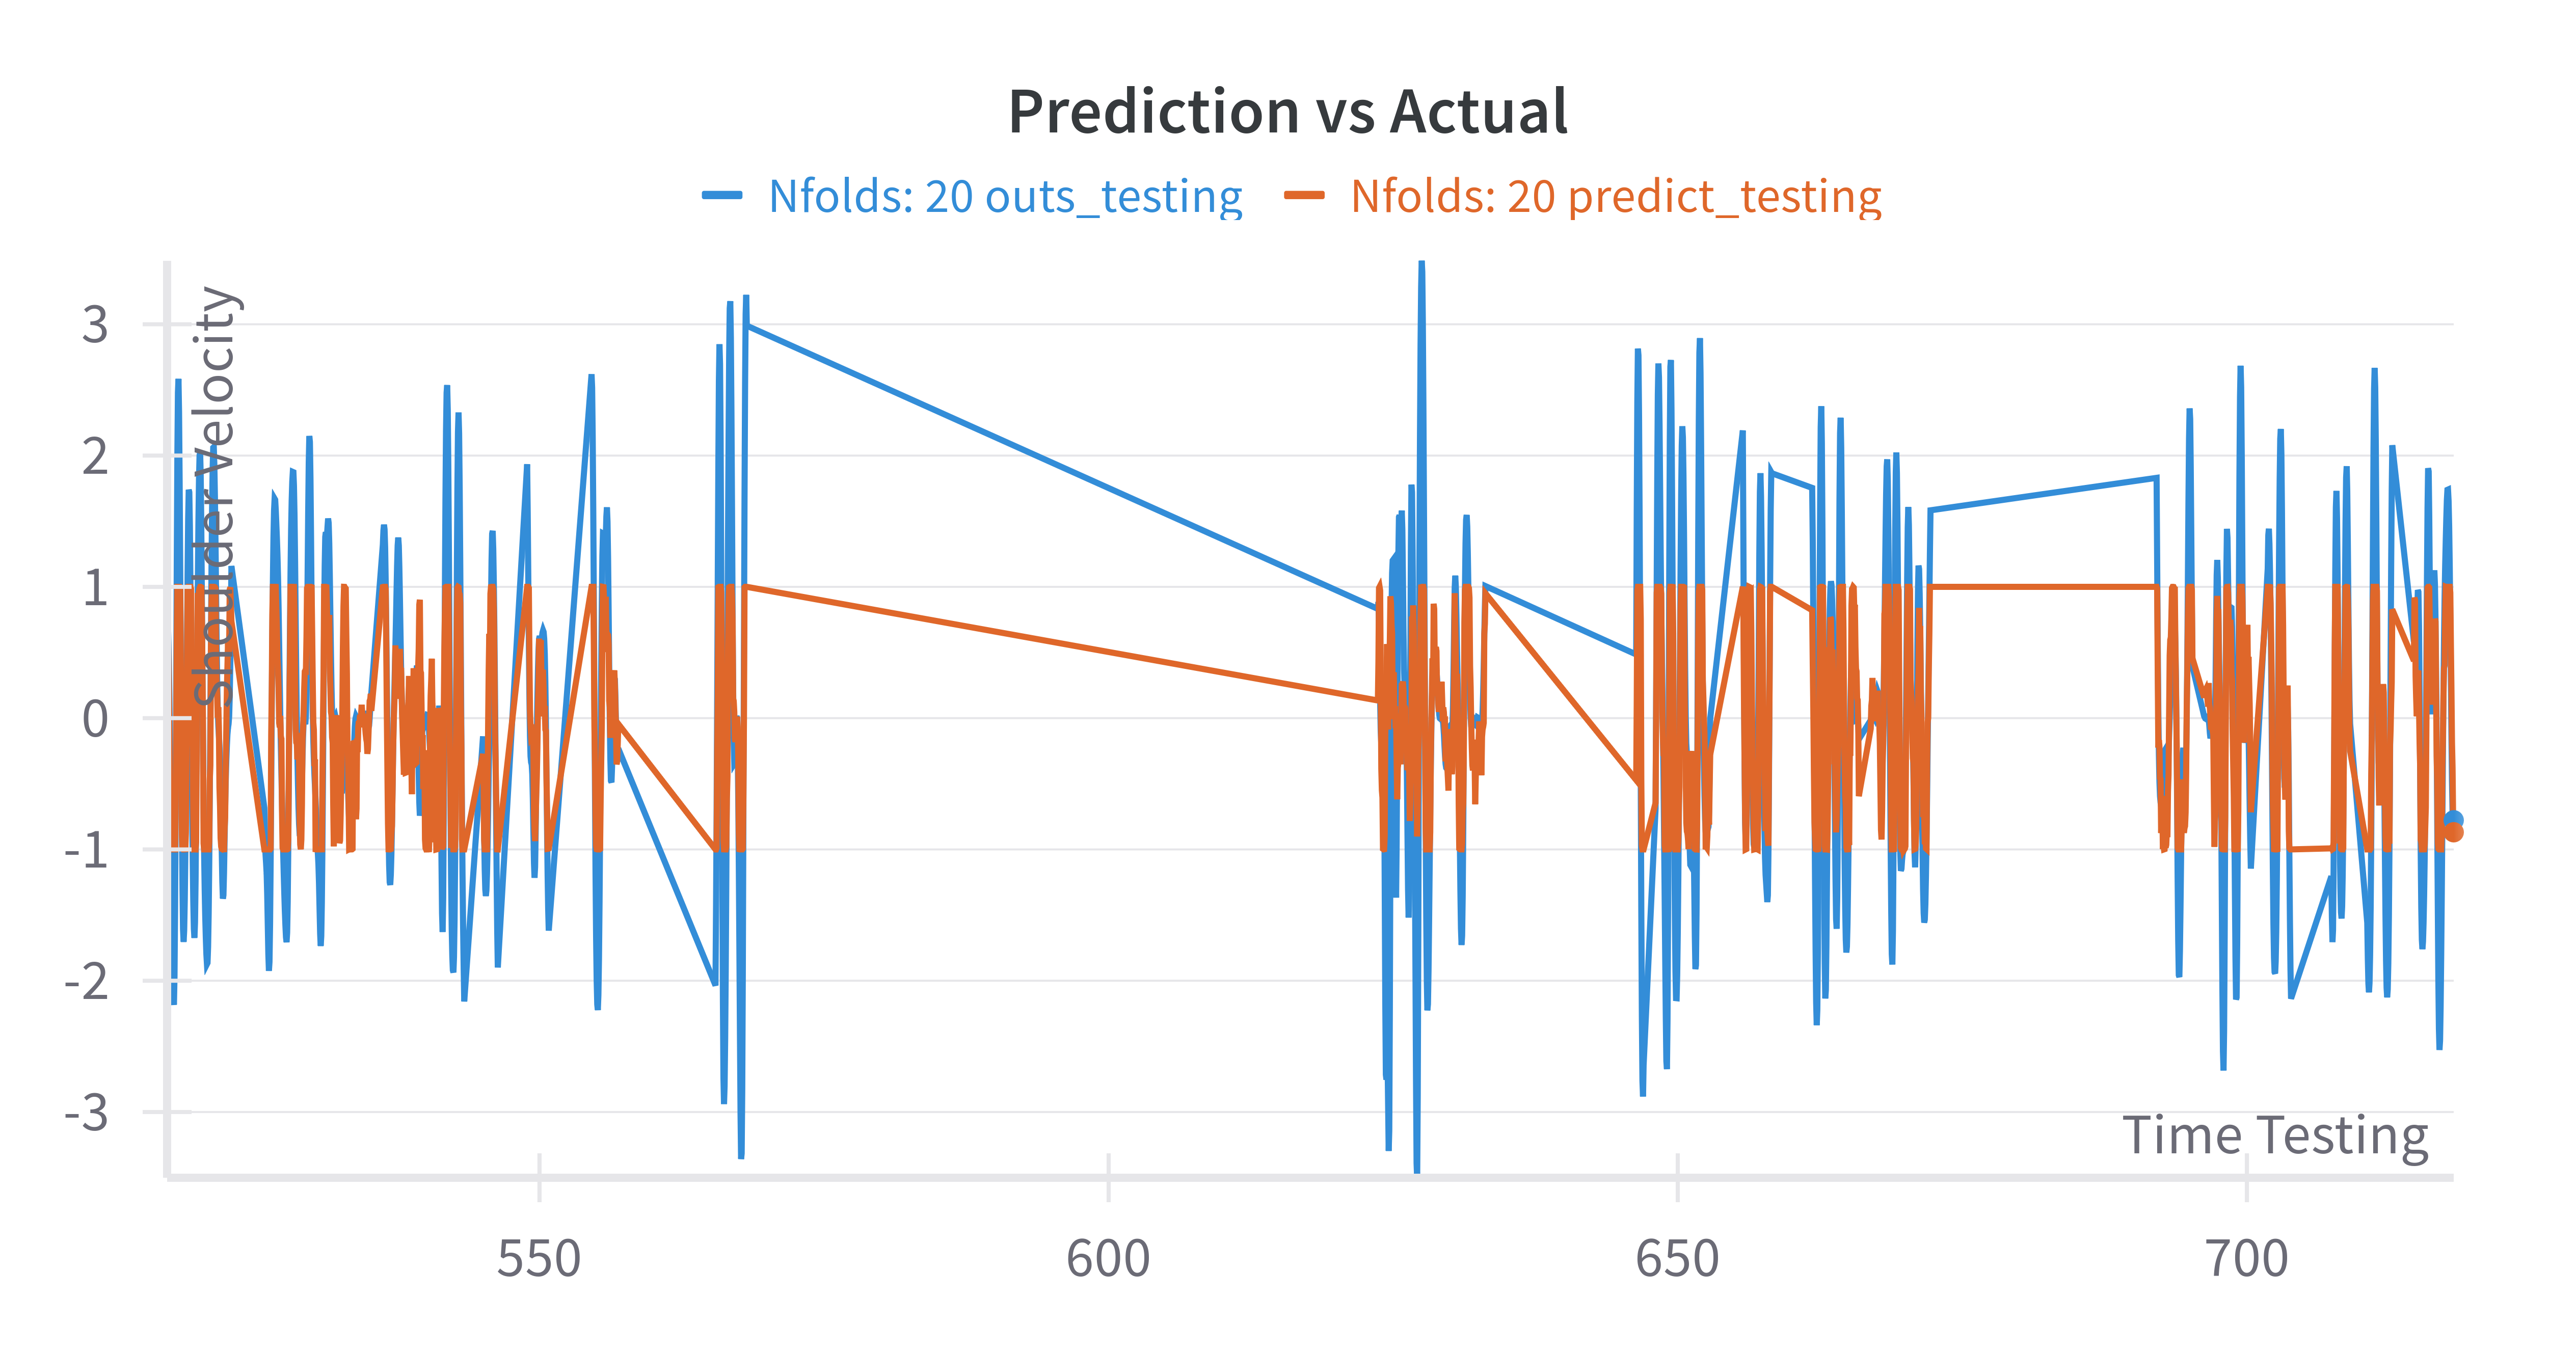 Prediction vs Actual
Nfolds: 20 outs_testing Nfolds: 20 predict_testing
Shoulder Velocity
3
2
1
0
-1
-2
-3
Time Testing
550 600 650 700